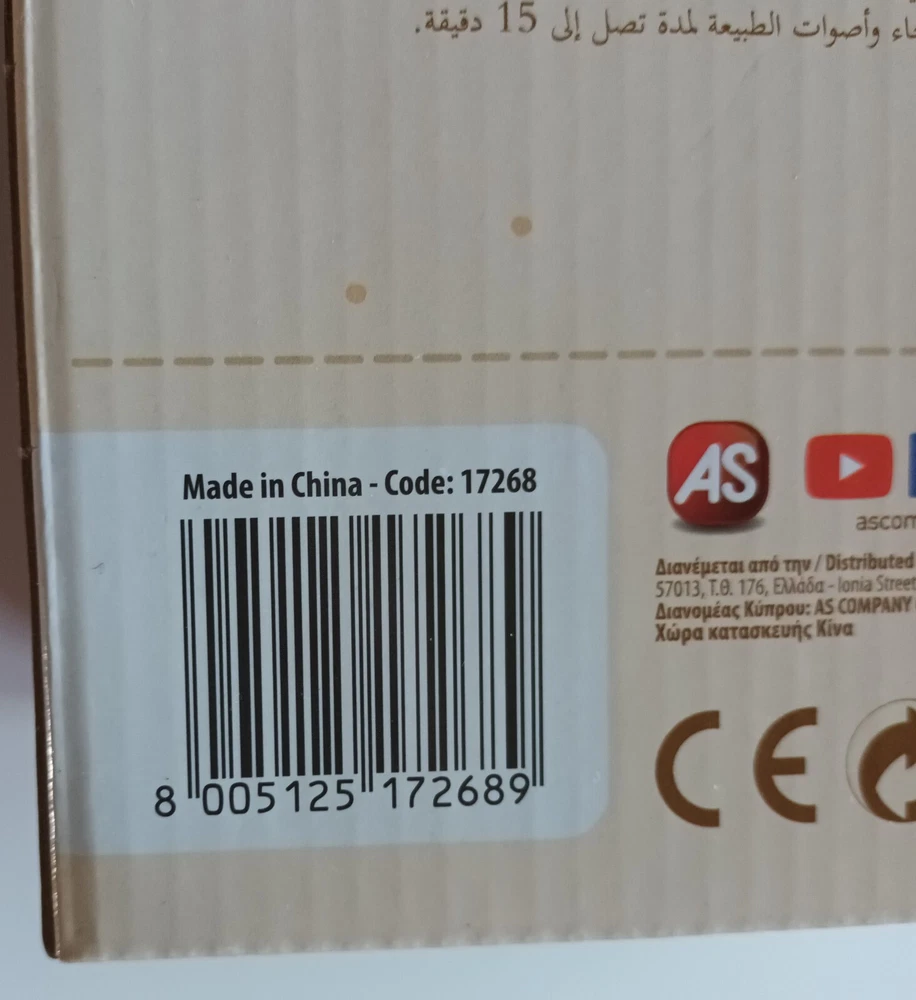 وأصوات الطبيعة لمدة تصل إلى 15 دقيقة.
Made in China - Code: 17268
8 005125 172689
AS
ascom
Διανέμεται από την / Distributed
57013, Τ.Θ. 176, Ελλάδα - Ionia Street
Διανομέας Κύπρου: AS COMPANY
Χώρα κατασκευής Κίνα
CE